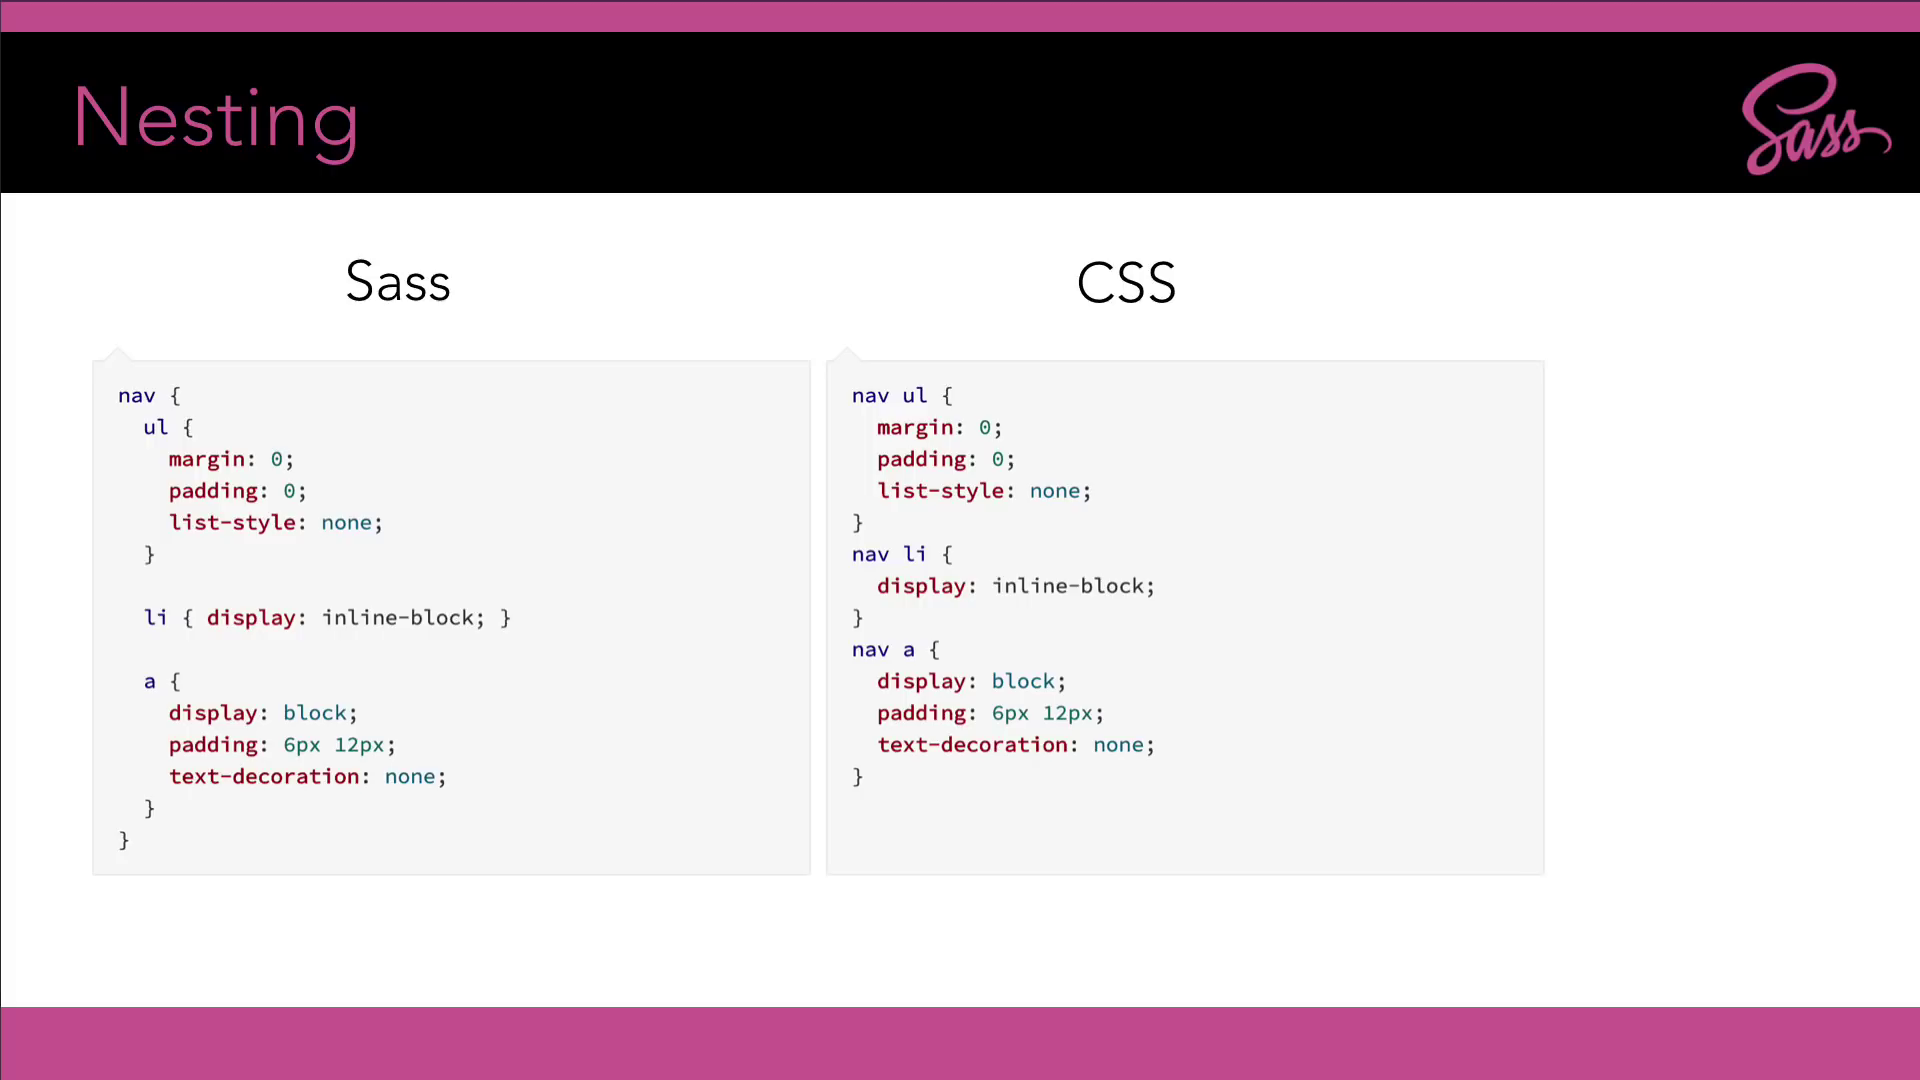 Nesting
Sass
Sass
CSS
nav {
  ul {
    margin: 0;
    padding: 0;
    list-style: none;
  }

  li { display: inline-block; }

  a {
    display: block;
    padding: 6px 12px;
    text-decoration: none;
  }
}
nav ul {
  margin: 0;
  padding: 0;
  list-style: none;
}
nav li {
  display: inline-block;
}
nav a {
  display: block;
  padding: 6px 12px;
  text-decoration: none;
}